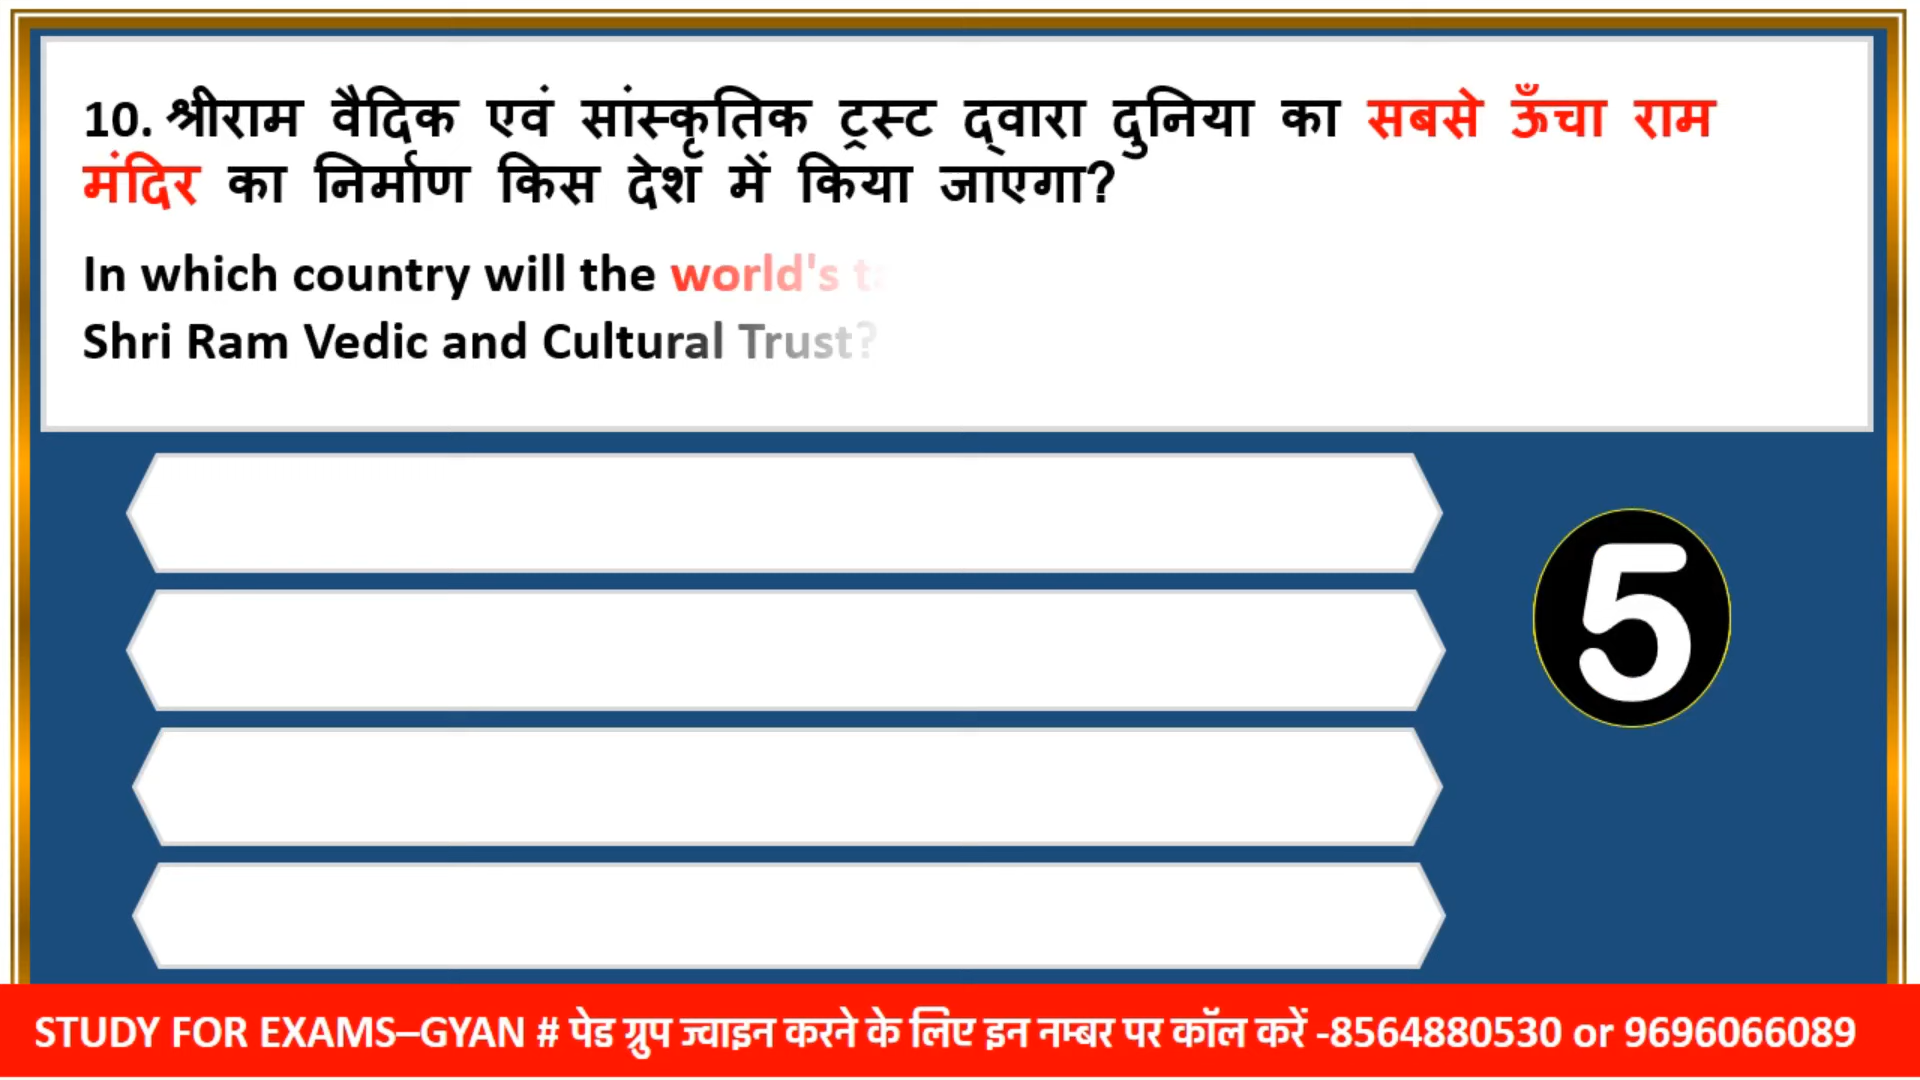 10. श्रीराम वैदिक एवं सांस्कृतिक ट्रस्ट द्वारा दुनिया का सबसे ऊँचा राम
मंदिर का निर्माण किस देश में किया जाएगा?
In which country will the world's
Shri Ram Vedic and Cultural Trust?
5
STUDY FOR EXAMS–GYAN # पेड ग्रुप ज्वाइन करने के लिए इन नम्बर पर कॉल करें -8564880530 or 9696066089